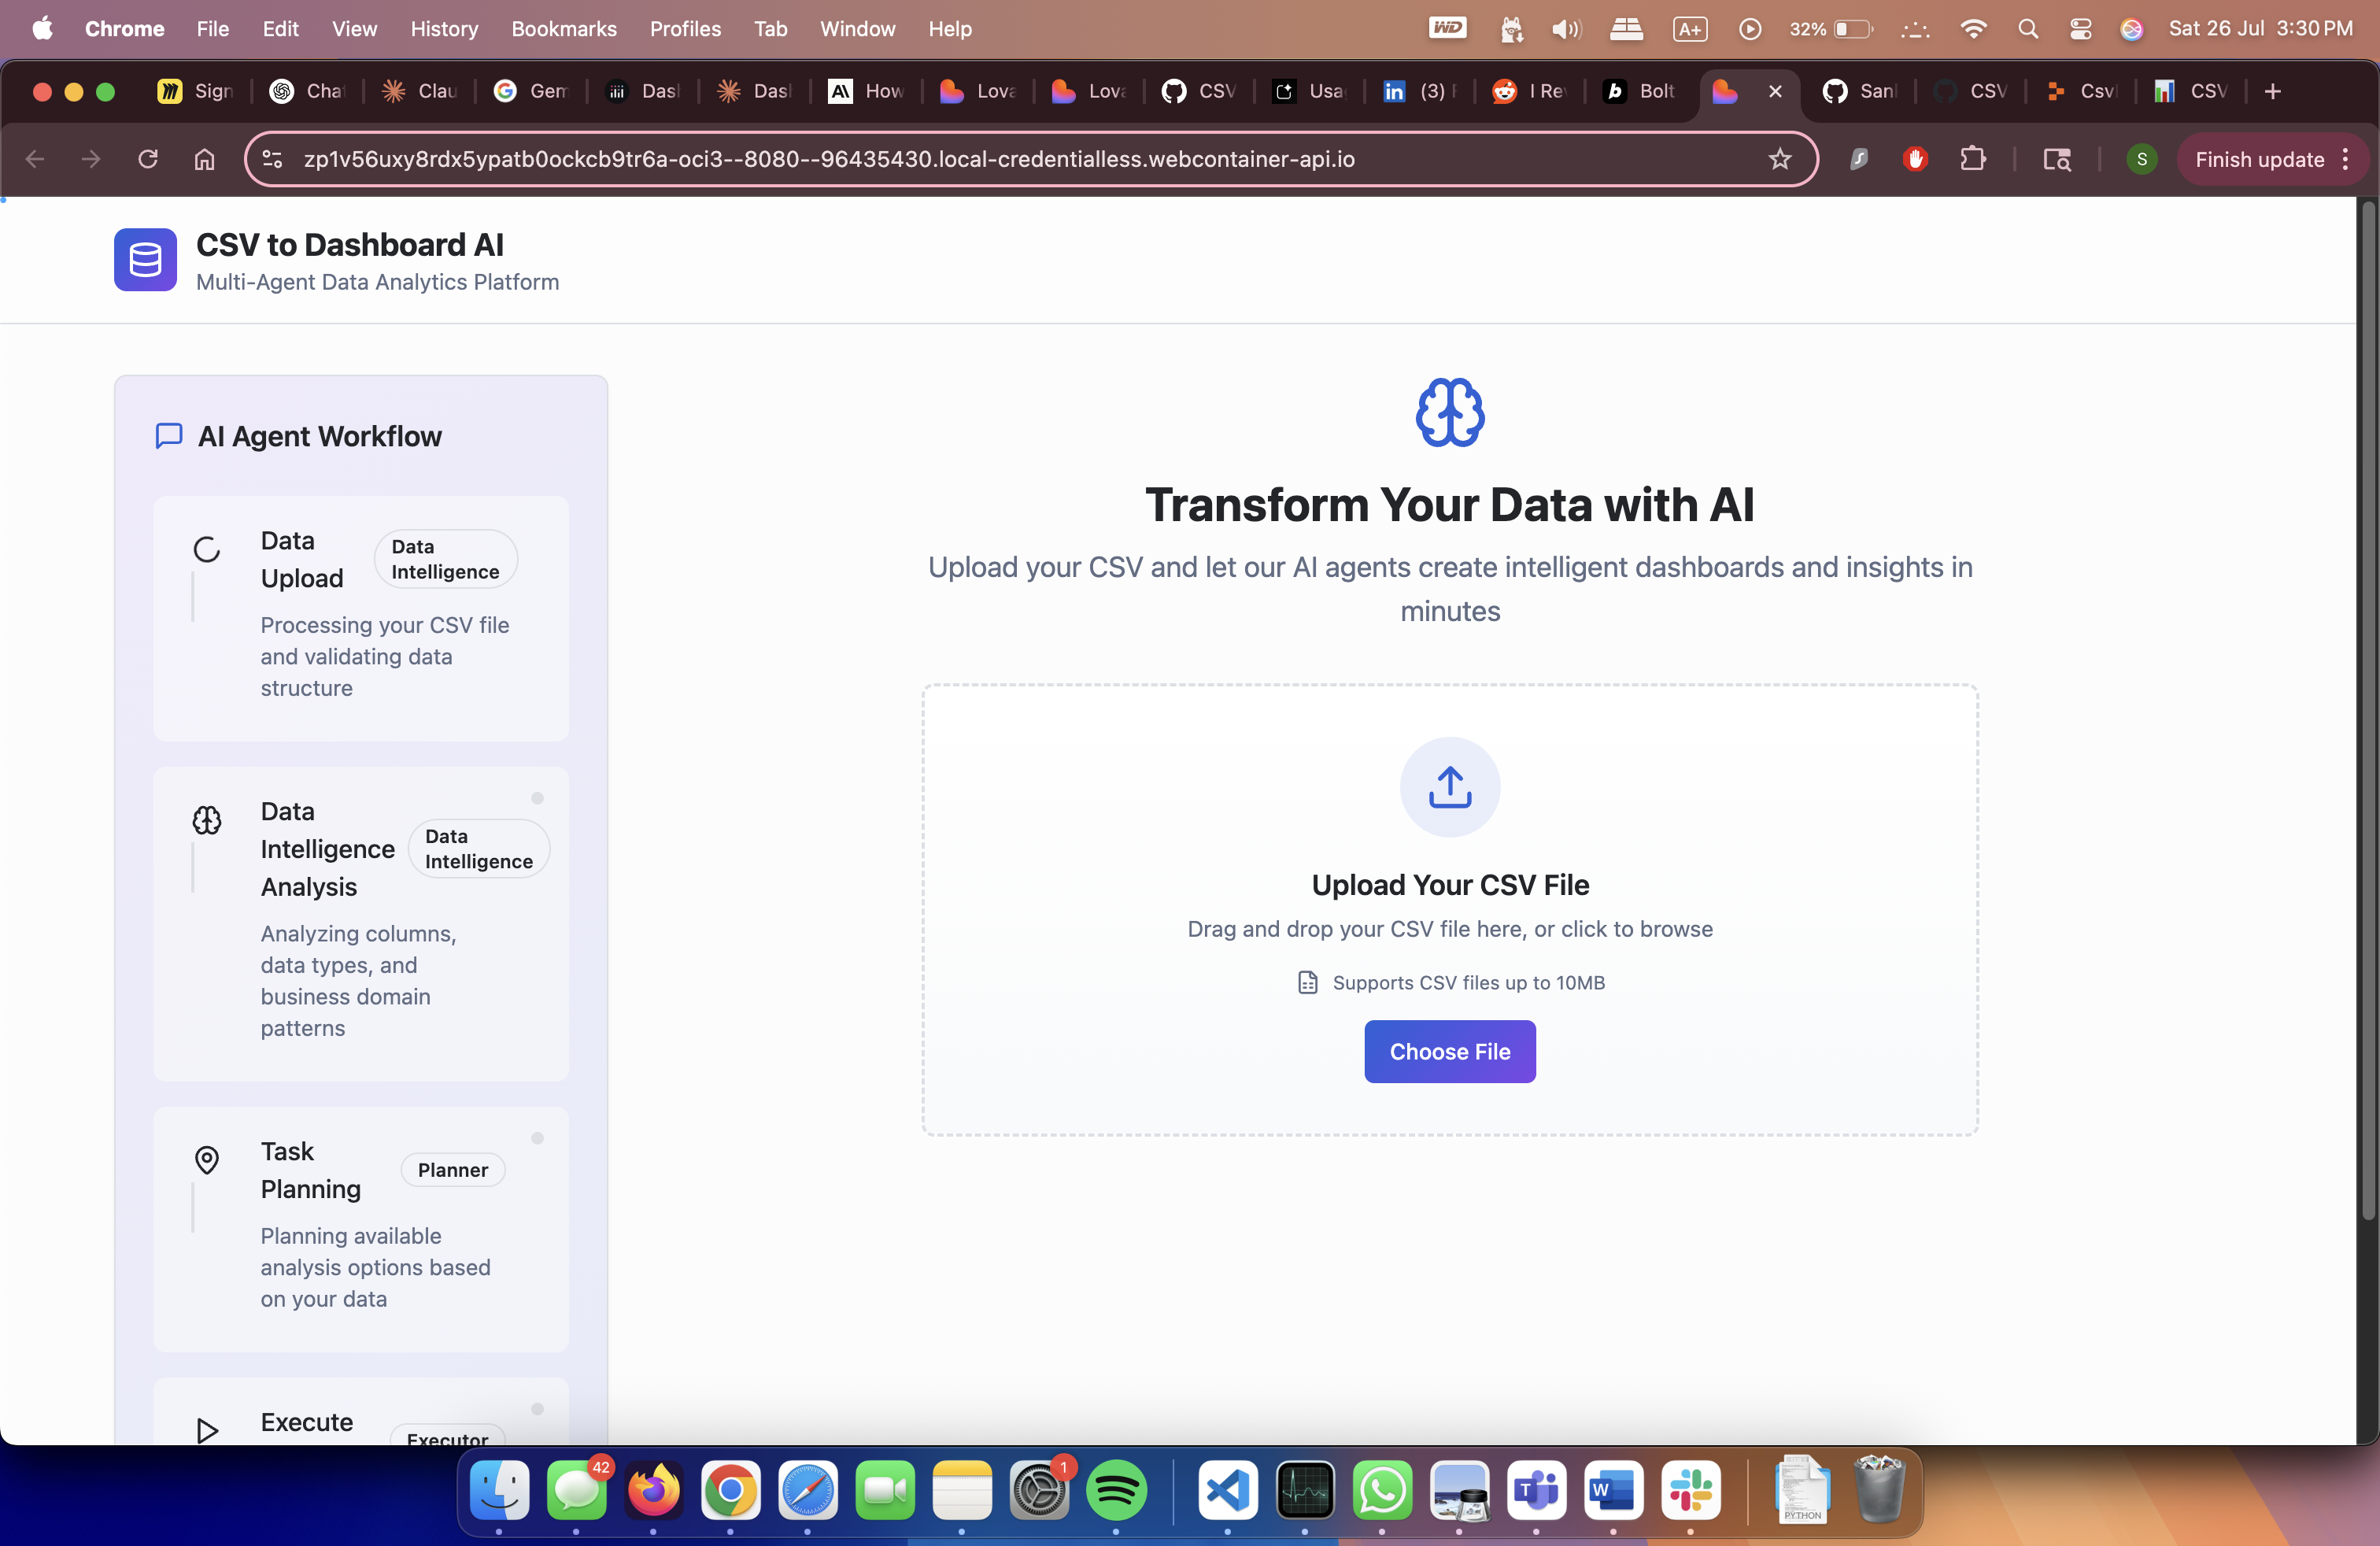 Chrome File Edit View History Bookmarks Profiles Tab Window Help
WD A+ 32% Sat 26 Jul 3:30 PM
Sign Chat Clau Gem Dash Dash How Lova Lova CSV Usa (3) I Re Bolt San CSV Csv CSV
zp1v56uxy8rdx5ypatb0ockcb9tr6a-oci3--8080--96435430.local-credentialless.webcontainer-api.io
S
Finish update
CSV to Dashboard AI
Multi-Agent Data Analytics Platform
AI Agent Workflow
Data
Upload
Data
Intelligence
Processing your CSV file
and validating data
structure
Data
Intelligence
Analysis
Data
Intelligence
Analyzing columns,
data types, and
business domain
patterns
Task
Planning
Planner
Planning available
analysis options based
on your data
Execute
Executor
Transform Your Data with AI
Upload your CSV and let our AI agents create intelligent dashboards and insights in
minutes
Upload Your CSV File
Drag and drop your CSV file here, or click to browse
Supports CSV files up to 10MB
Choose File
42
1
PYTHON